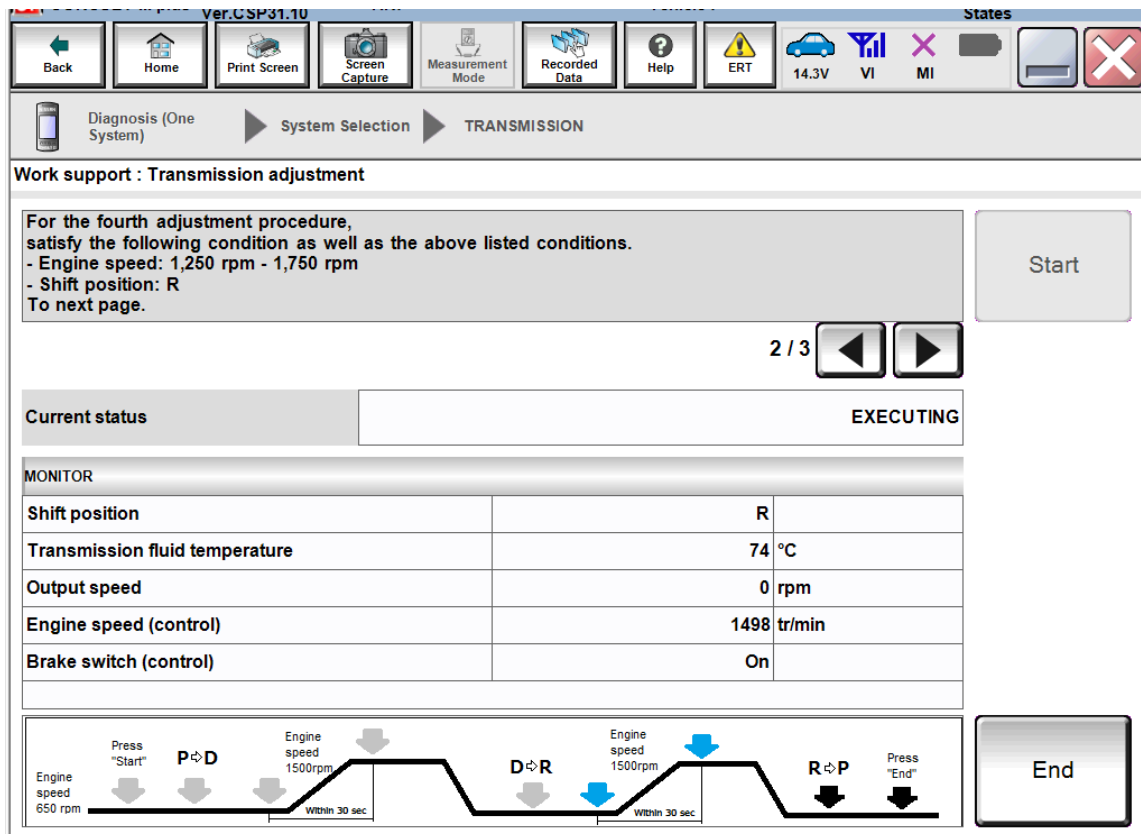 Ver.CSP31.10
States
Back
Home
Print Screen
Screen
Capture
Measurement
Mode
Recorded
Data
Help
ERT
14.3V
VI
MI
Diagnosis (One
System)
System Selection
TRANSMISSION
Work support : Transmission adjustment
For the fourth adjustment procedure,
satisfy the following condition as well as the above listed conditions.
- Engine speed: 1,250 rpm - 1,750 rpm
- Shift position: R
To next page.
Start
2 / 3
Current status EXECUTING
MONITOR
Shift position R
Transmission fluid temperature 74 °C
Output speed 0 rpm
Engine speed (control) 1498 tr/min
Brake switch (control) On
Engine
speed
650 rpm
Press
"Start"
P⇨D
Engine
speed
1500rpm
Within 30 sec
D⇨R
Engine
speed
1500rpm
Within 30 sec
R⇨P
Press
"End"
End